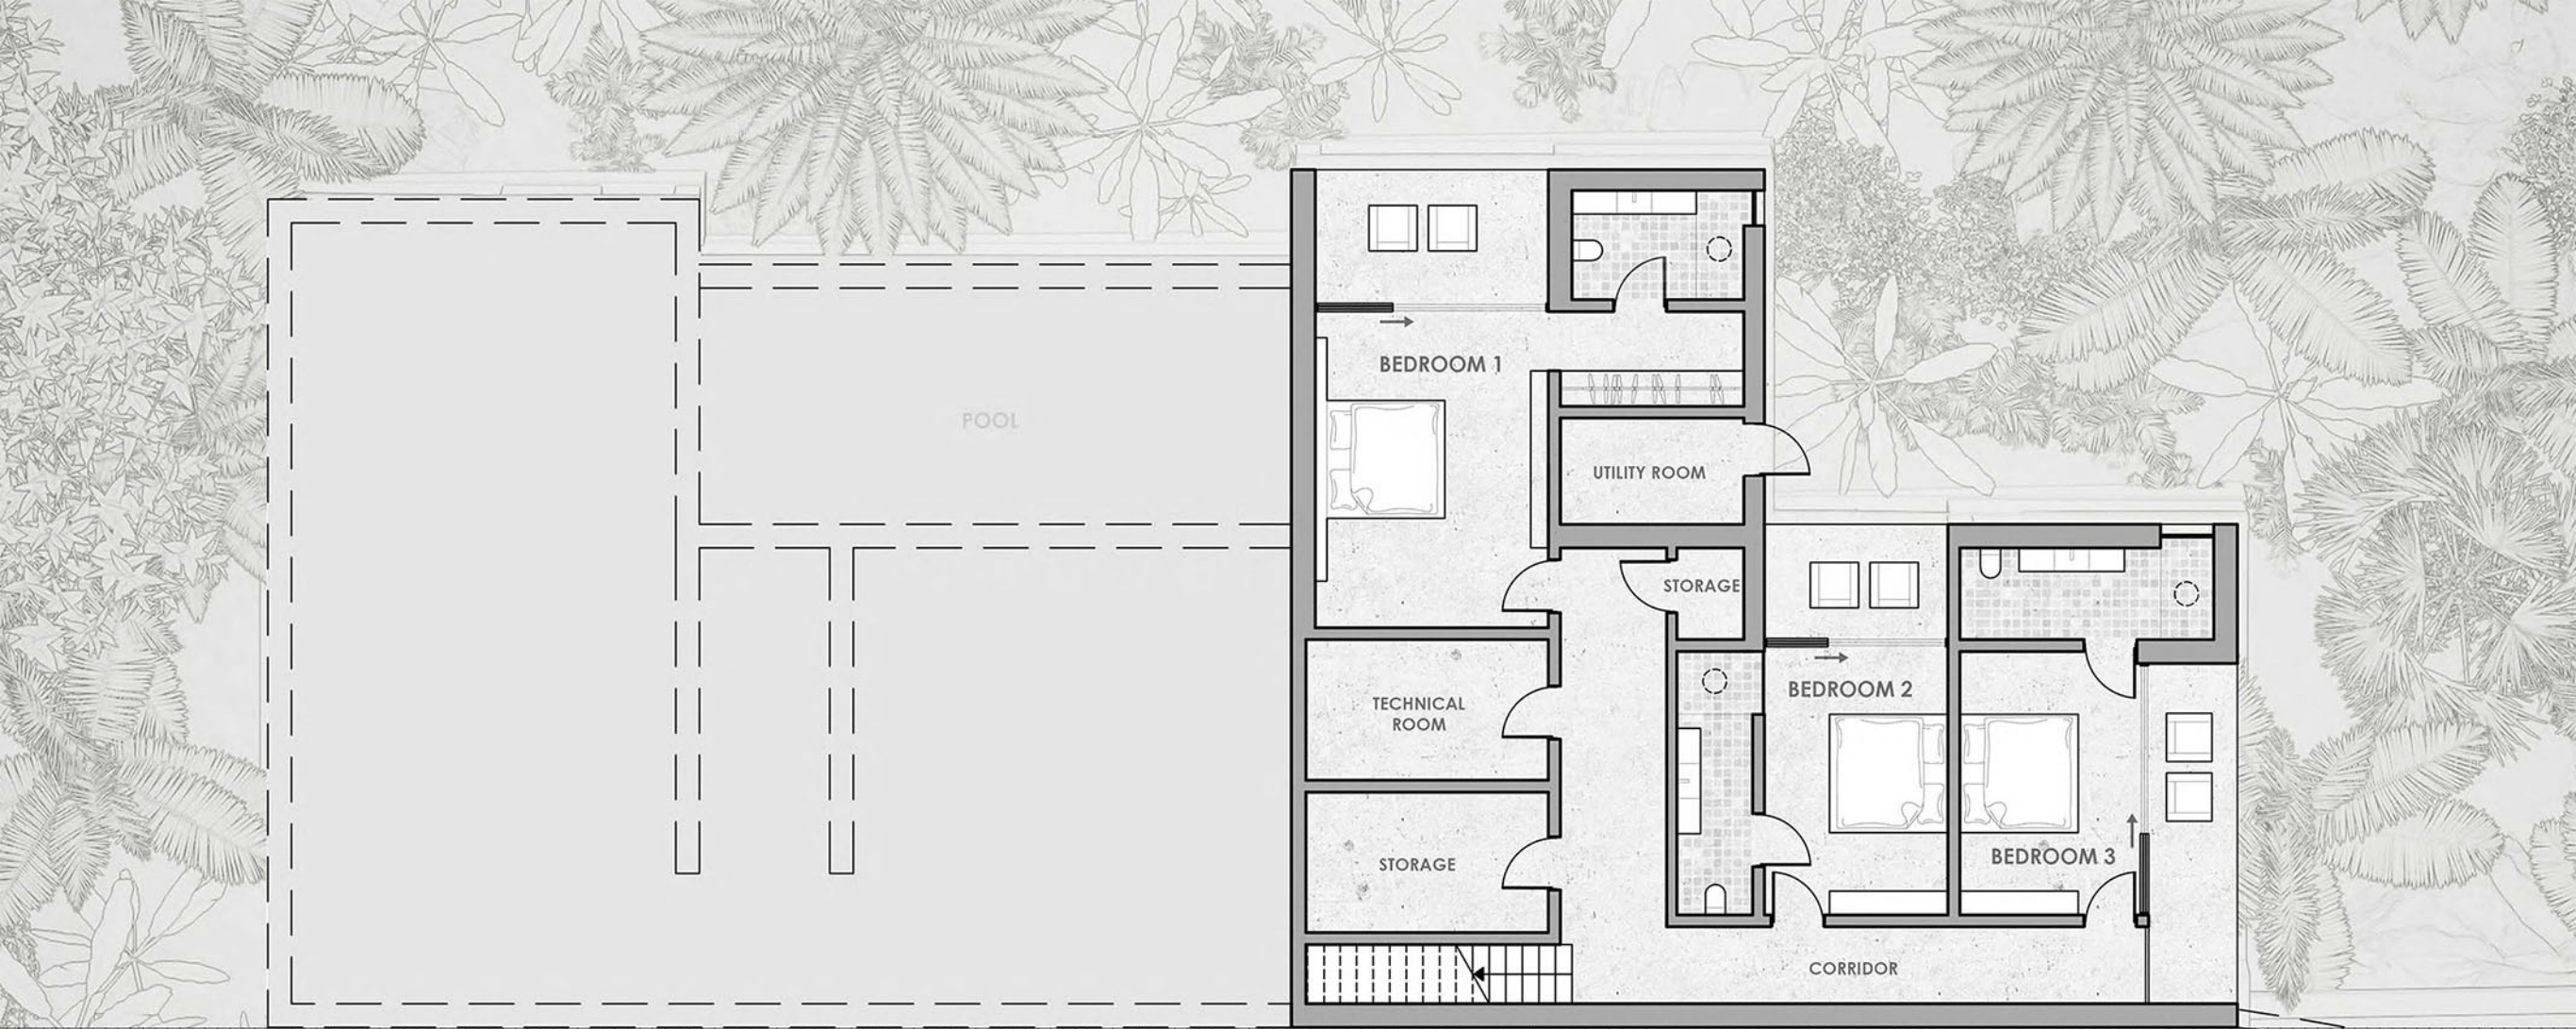 BEDROOM 1
POOL
UTILITY ROOM
STORAGE
BEDROOM 2
TECHNICAL
ROOM
BEDROOM 3
STORAGE
CORRIDOR